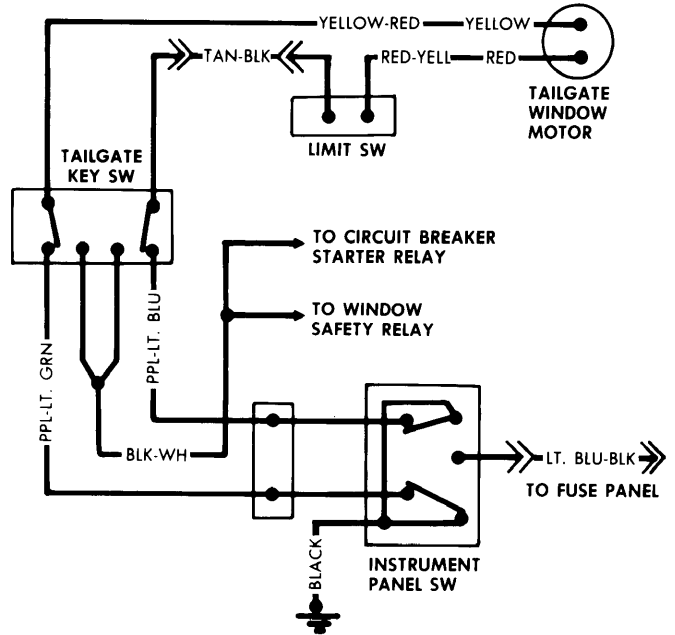 YELLOW-RED
YELLOW
TAN-BLK
RED-YELL
RED
TAILGATE
WINDOW
MOTOR
LIMIT SW
TAILGATE
KEY SW
TO CIRCUIT BREAKER
STARTER RELAY
TO WINDOW
SAFETY RELAY
PPL-LT. BLU
PPL-LT. GRN
BLK-WH
LT. BLU-BLK
TO FUSE PANEL
BLACK
INSTRUMENT
PANEL SW